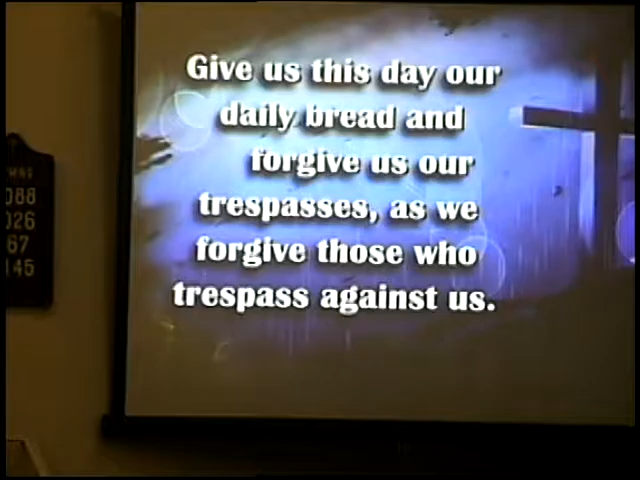 Give us this day our
daily bread and
forgive us our
trespasses, as we
forgive those who
trespass against us.
088
026
67
145